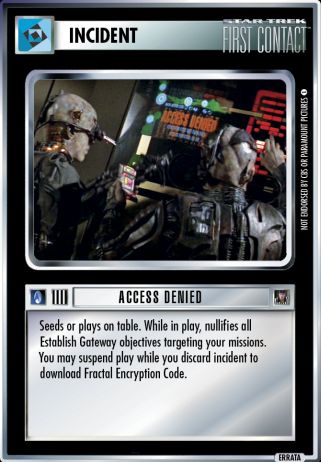 INCIDENT
STAR TREK
FIRST CONTACT
ACCESS DENIED
NOT ENDORSED BY CBS OR PARAMOUNT PICTURES
ACCESS DENIED
Seeds or plays on table. While in play, nullifies all
Establish Gateway objectives targeting your missions.
You may suspend play while you discard incident to
download Fractal Encryption Code.
ERRATA